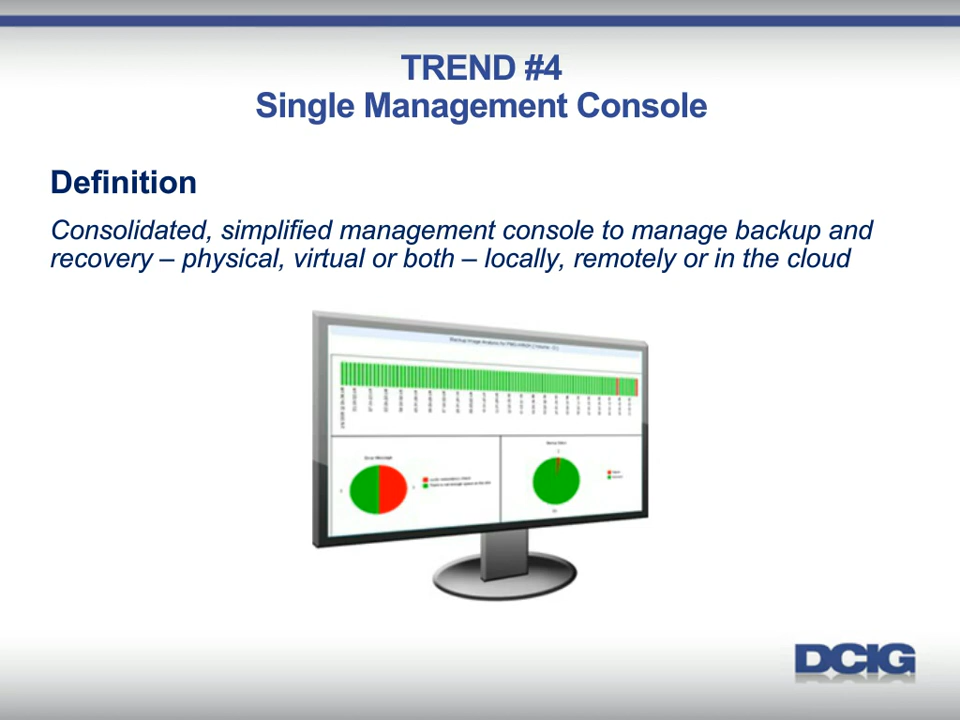 TREND #4
Single Management Console
Definition
Consolidated, simplified management console to manage backup and
recovery – physical, virtual or both – locally, remotely or in the cloud
DCIG